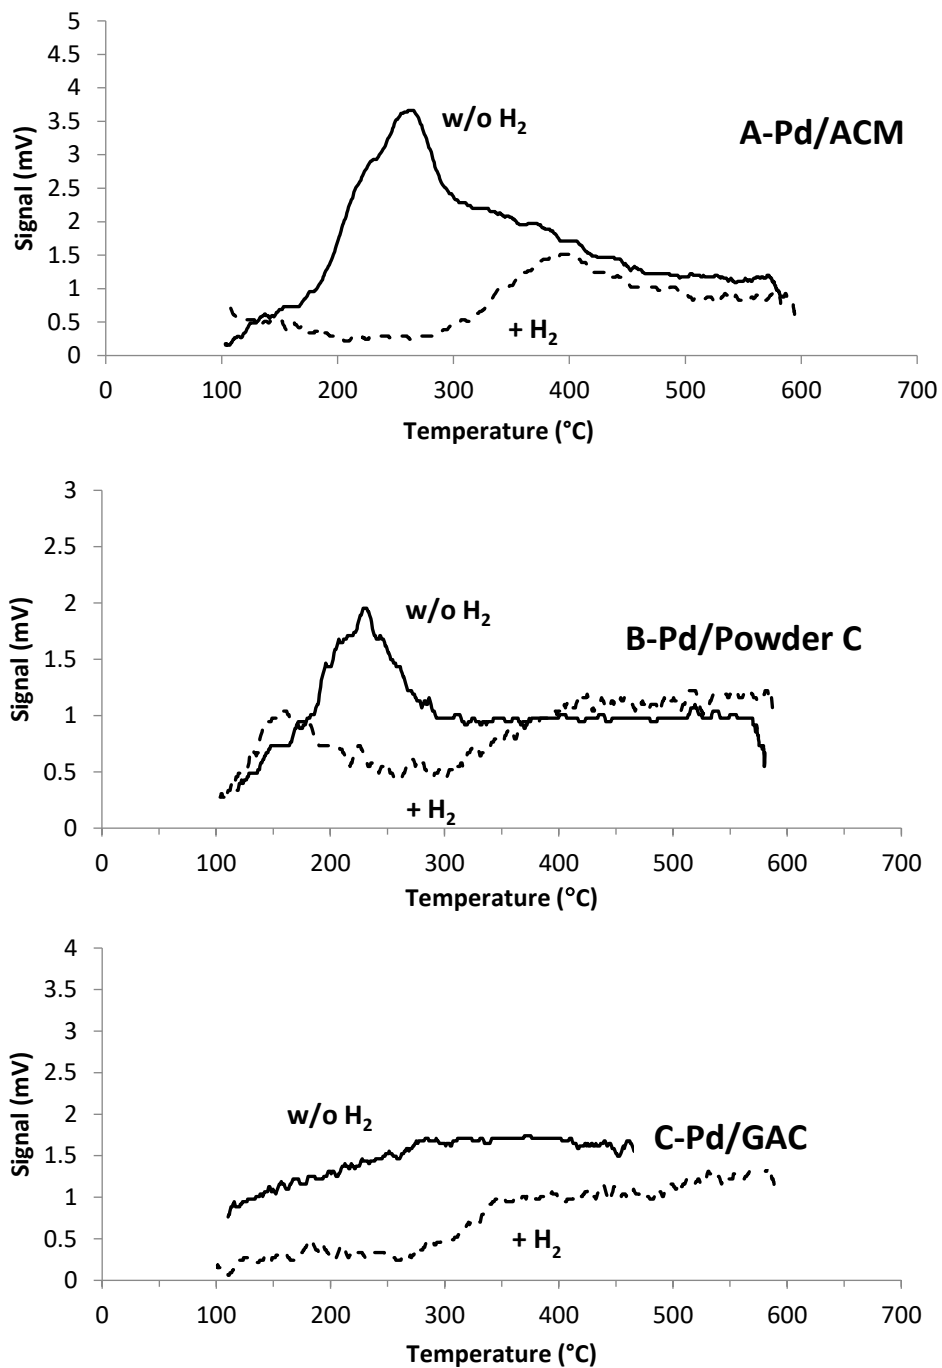 5
4.5
4
3.5
3
2.5
2
1.5
1
0.5
0
Signal (mV)
w/o H₂
A-Pd/ACM
+ H₂
0 100 200 300 400 500 600 700
Temperature (°C)
3
2.5
2
1.5
1
0.5
0
Signal (mV)
w/o H₂
B-Pd/Powder C
+ H₂
0 100 200 300 400 500 600 700
Temperature (°C)
4
3.5
3
2.5
2
1.5
1
0.5
0
Signal (mV)
w/o H₂
C-Pd/GAC
+ H₂
0 100 200 300 400 500 600 700
Temperature (°C)